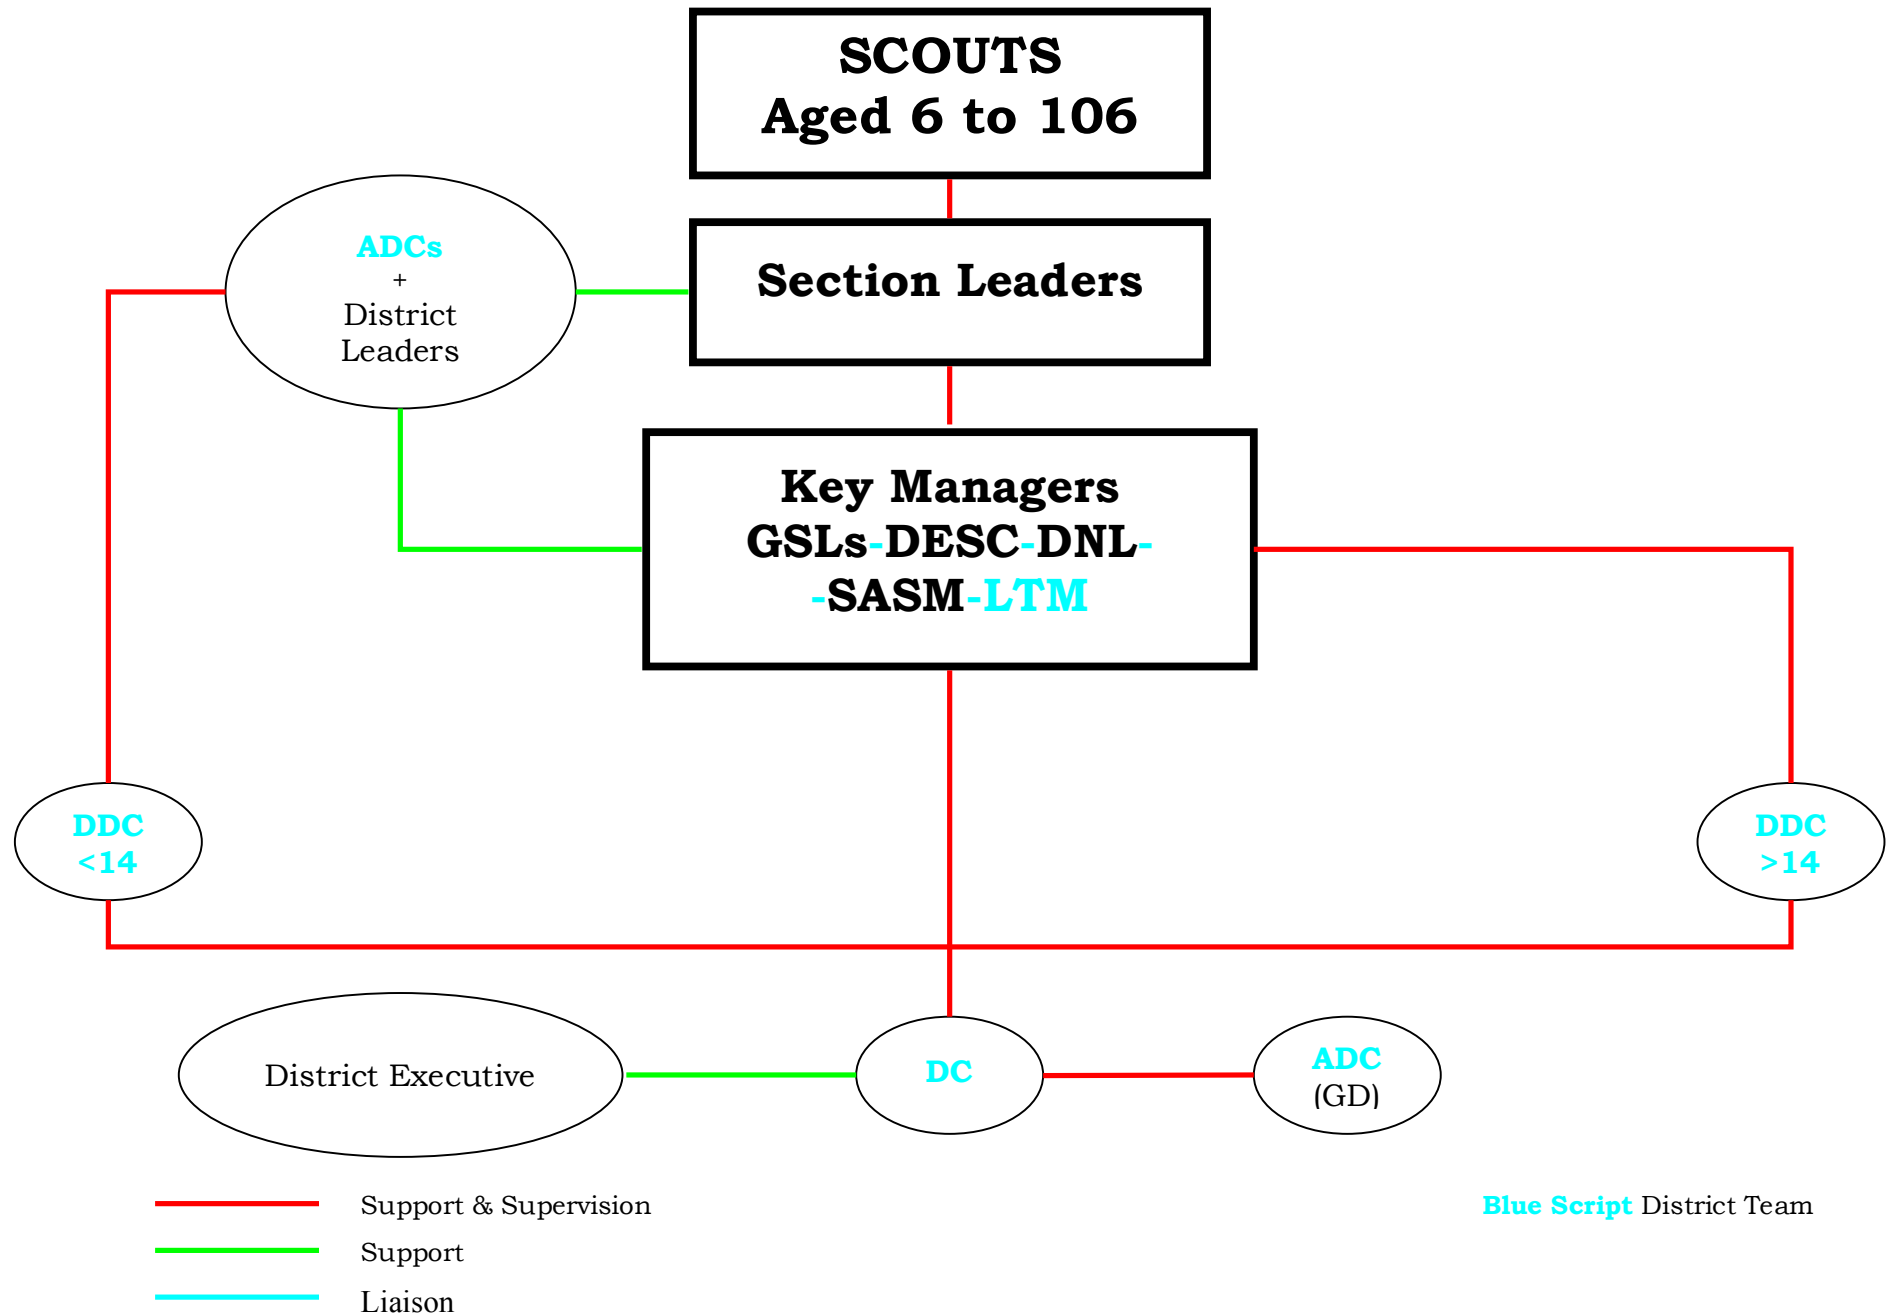 SCOUTS
Aged 6 to 106
ADCs
+
District
Leaders
Section Leaders
Key Managers
GSLs-DESC-DNL-
-SASM-LTM
DDC
<14
DDC
>14
District Executive
DC
ADC
(GD)
Support & Supervision
Blue Script District Team
Support
Liaison